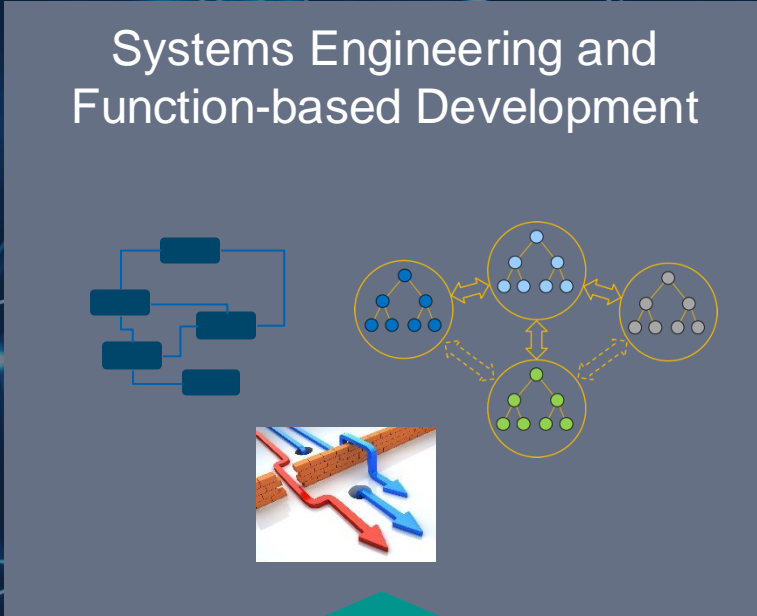 Systems Engineering and
Function-based Development